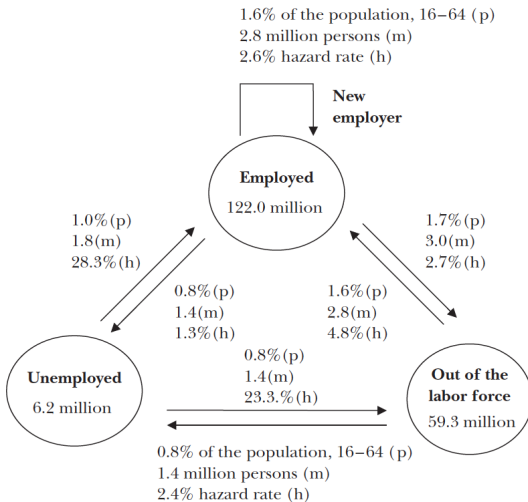 1.6% of the population, 16–64 (p)
2.8 million persons (m)
2.6% hazard rate (h)
New
employer
Employed
122.0 million
1.0%(p)
1.8(m)
28.3%(h)
1.7%(p)
3.0(m)
2.7%(h)
0.8%(p)
1.4(m)
1.3%(h)
1.6%(p)
2.8(m)
4.8%(h)
0.8%(p)
1.4(m)
23.3.%(h)
Unemployed
6.2 million
Out of the
labor force
59.3 million
0.8% of the population, 16–64 (p)
1.4 million persons (m)
2.4% hazard rate (h)